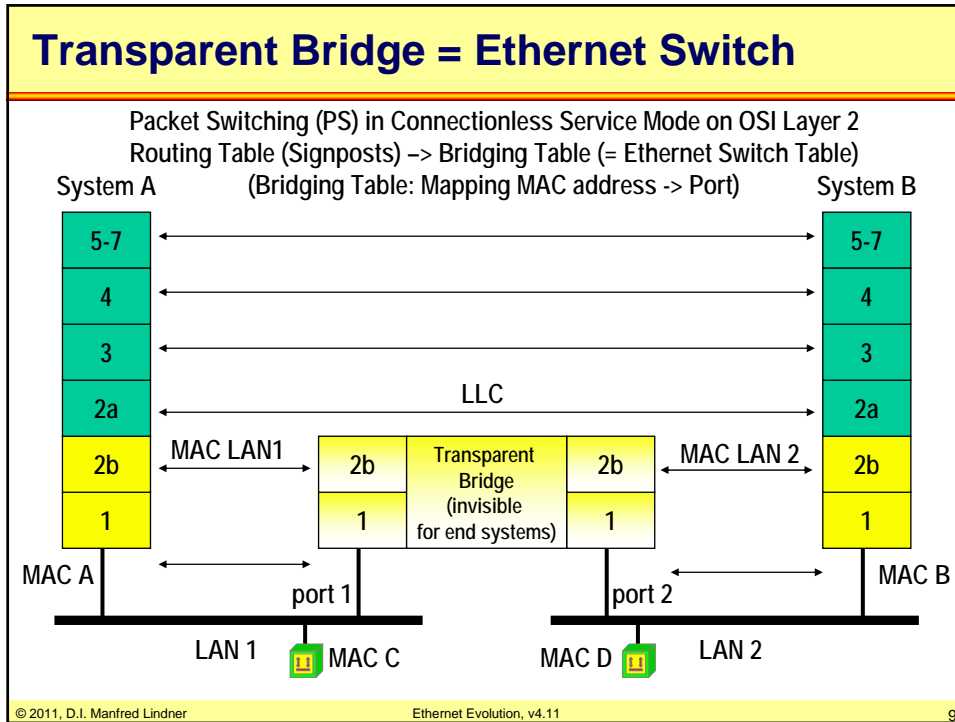 Transparent Bridge = Ethernet Switch
Packet Switching (PS) in Connectionless Service Mode on OSI Layer 2
Routing Table (Signposts) –> Bridging Table (= Ethernet Switch Table)
(Bridging Table: Mapping MAC address -> Port)
System A
System B
5-7
5-7
4
4
3
3
LLC
2a
2a
MAC LAN1
MAC LAN 2
2b
2b
Transparent
Bridge
(invisible
for end systems)
2b
2b
1
1
1
1
MAC A
port 1
port 2
MAC B
LAN 1
MAC C
MAC D
LAN 2
© 2011, D.I. Manfred Lindner
Ethernet Evolution, v4.11
9